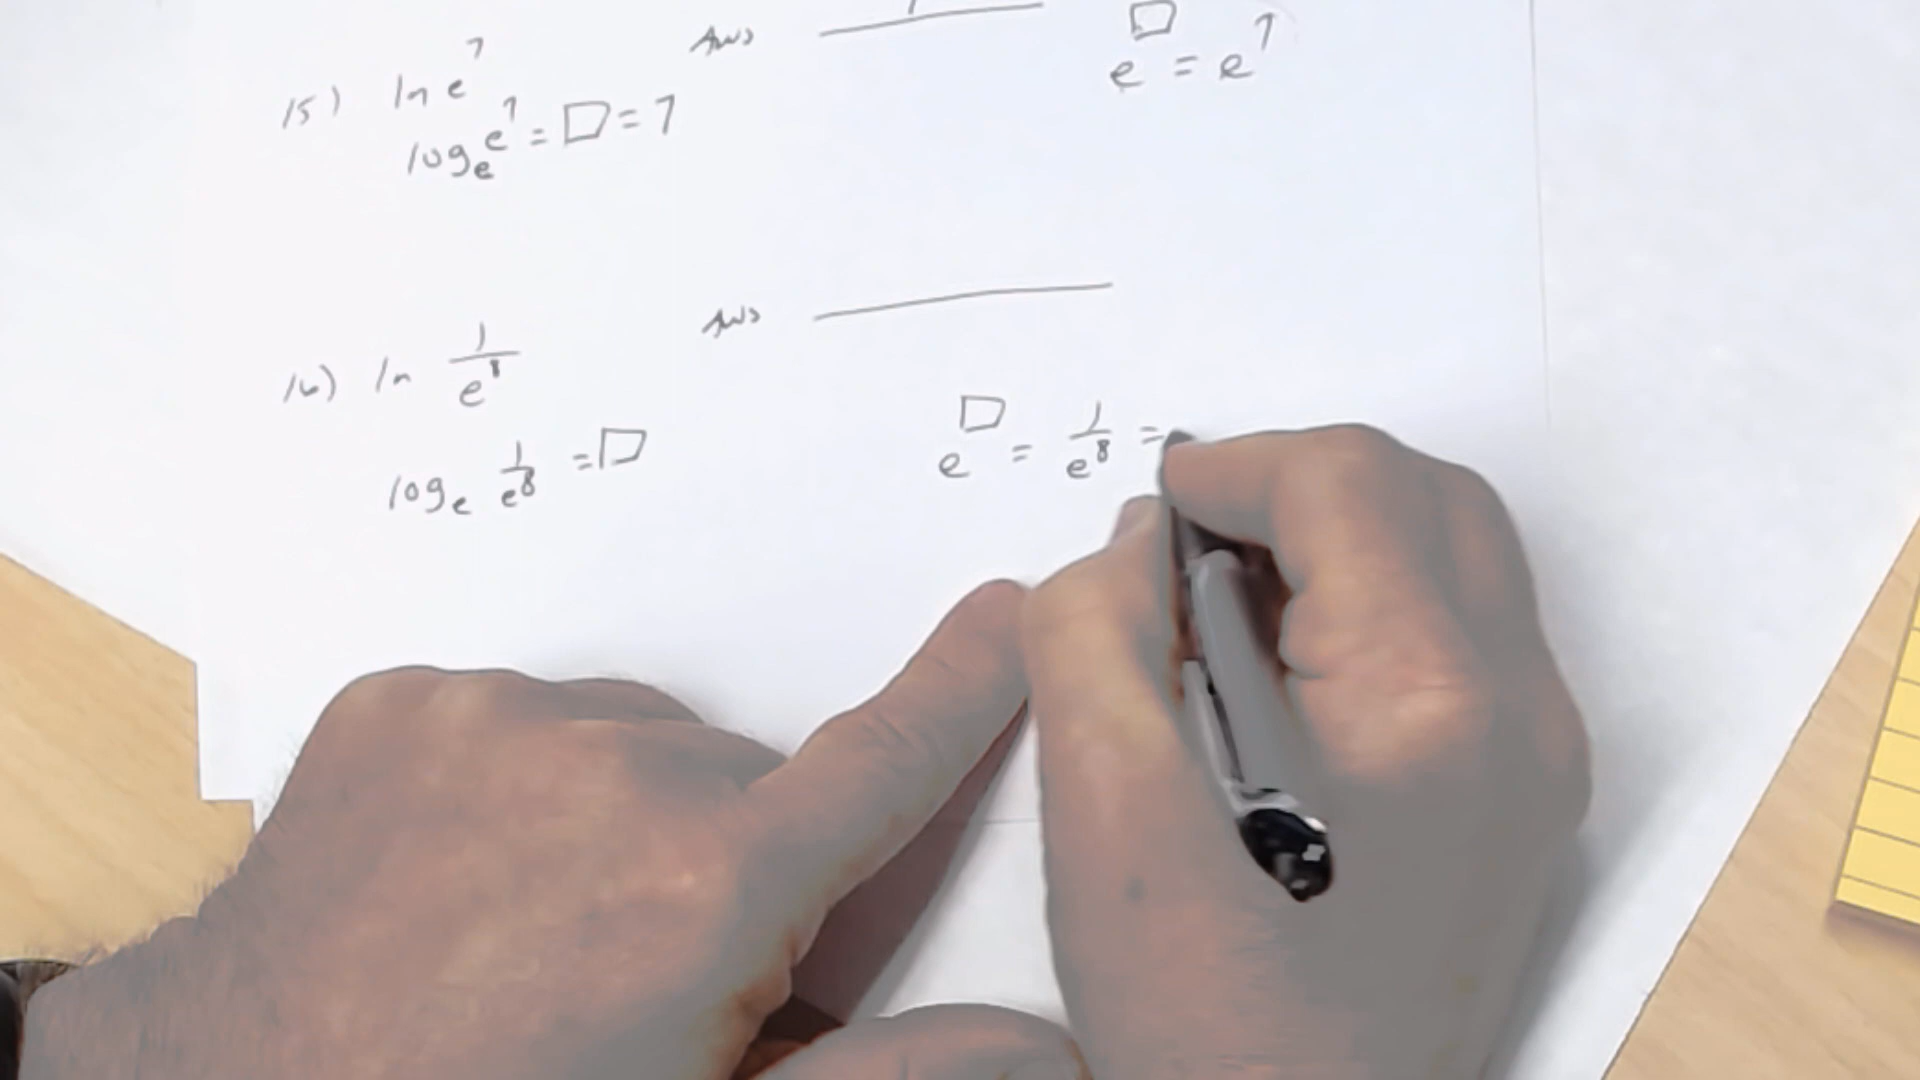 15) ln e^7
log_e e^7 = □ = 7
Ans
e^□ = e^7
16) ln 1/e^8
log_e 1/e^8 = □
Ans
e^□ = 1/e^8 =